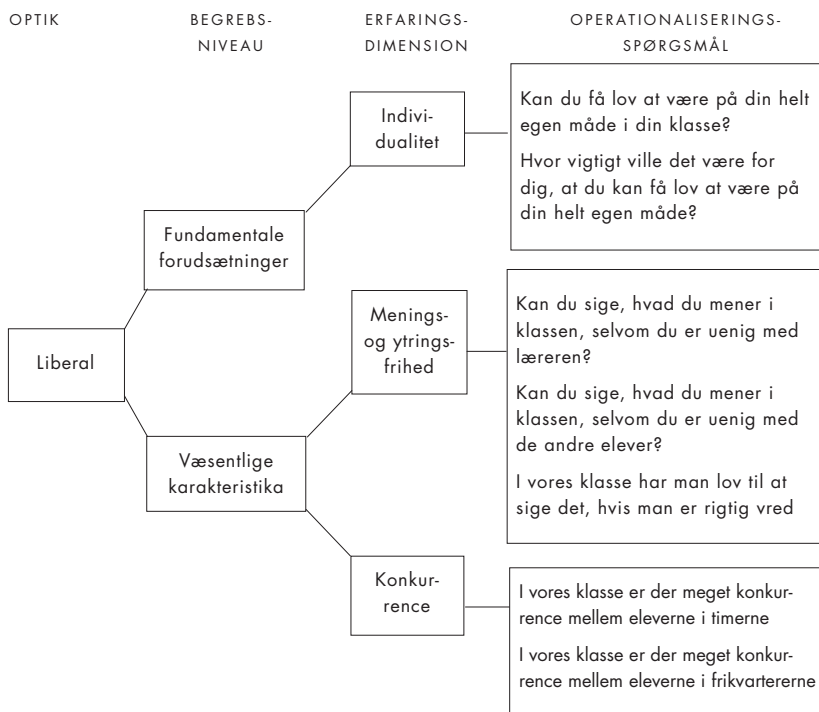 OPTIK
BEGREBS-
NIVEAU
ERFARINGS-
DIMENSION
OPERATIONALISERINGS-
SPØRGSMÅL
Liberal
Fundamentale
forudsætninger
Indivi-
dualitet
Kan du få lov at være på din helt
egen måde i din klasse?
Hvor vigtigt ville det være for
dig, at du kan få lov at være på
din helt egen måde?
Væsentlige
karakteristika
Menings-
og ytrings-
frihed
Kan du sige, hvad du mener i
klassen, selvom du er uenig med
læreren?
Kan du sige, hvad du mener i
klassen, selvom du er uenig med
de andre elever?
I vores klasse har man lov til at
sige det, hvis man er rigtig vred
Konkur-
rence
I vores klasse er der meget konkur-
rence mellem eleverne i timerne
I vores klasse er der meget konkur-
rence mellem eleverne i frikvartererne